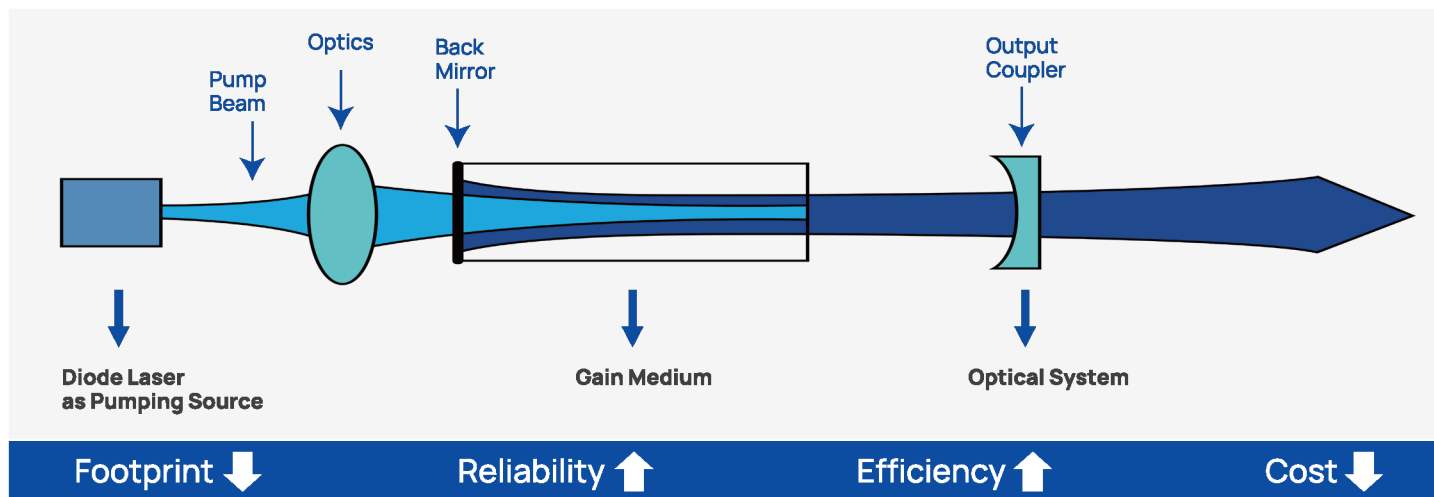 Optics
Back
Mirror
Output
Coupler
Pump
Beam
Diode Laser
as Pumping Source
Gain Medium
Optical System
Footprint
Reliability
Efficiency
Cost